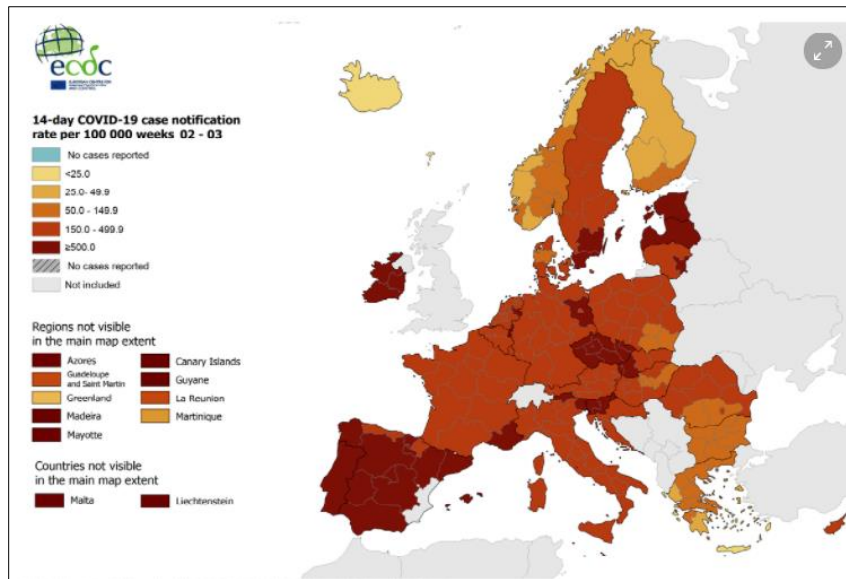 ecdc
EUROPEAN CENTRE FOR
14-day COVID-19 case notification
rate per 100 000 weeks 02 - 03
No cases reported
<25.0
25.0- 49.9
50.0 - 149.9
150.0 - 499.9
≥500.0
No cases reported
Not included
Regions not visible
in the main map extent
Azores
Canary Islands
Guadeloupe
and Saint Martin
Guyane
Greenland
La Reunion
Madeira
Martinique
Mayotte
Countries not visible
in the main map extent
Malta
Liechtenstein